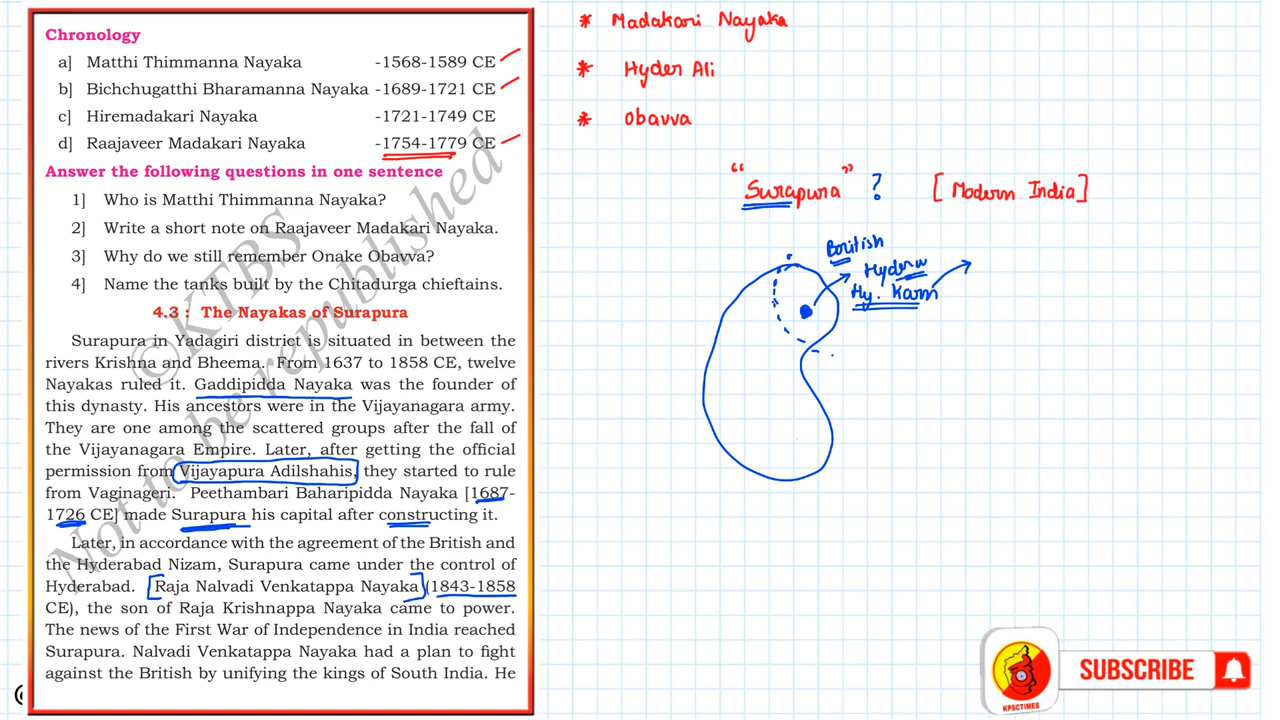 Chronology
a] Matthi Thimmanna Nayaka -1568-1589 CE
b] Bichchugatthi Bharamanna Nayaka -1689-1721 CE
c] Hiremadakari Nayaka -1721-1749 CE
d] Raajaveer Madakari Nayaka -1754-1779 CE
Answer the following questions in one sentence
1] Who is Matthi Thimmanna Nayaka?
2] Write a short note on Raajaveer Madakari Nayaka.
3] Why do we still remember Onake Obavva?
4] Name the tanks built by the Chitadurga chieftains.
4.3 : The Nayakas of Surapura
Surapura in Yadagiri district is situated in between the
rivers Krishna and Bheema. From 1637 to 1858 CE, twelve
Nayakas ruled it. Gaddipidda Nayaka was the founder of
this dynasty. His ancestors were in the Vijayanagara army.
They are one among the scattered groups after the fall of
the Vijayanagara Empire. Later, after getting the official
permission from Vijayapura Adilshahis, they started to rule
from Vaginageri. Peethambari Baharipidda Nayaka [1687-
1726 CE] made Surapura his capital after constructing it.
Later, in accordance with the agreement of the British and
the Hyderabad Nizam, Surapura came under the control of
Hyderabad. Raja Nalvadi Venkatappa Nayaka (1843-1858
CE), the son of Raja Krishnappa Nayaka came to power.
The news of the First War of Independence in India reached
Surapura. Nalvadi Venkatappa Nayaka had a plan to fight
against the British by unifying the kings of South India. He
©KTBS
Not to be republished
* Madakari Nayaka
* Hyder Ali
* Obavva
"Surapura" ? [Modern India]
British
Hy. Karn
SUBSCRIBE
KPSCTIMES